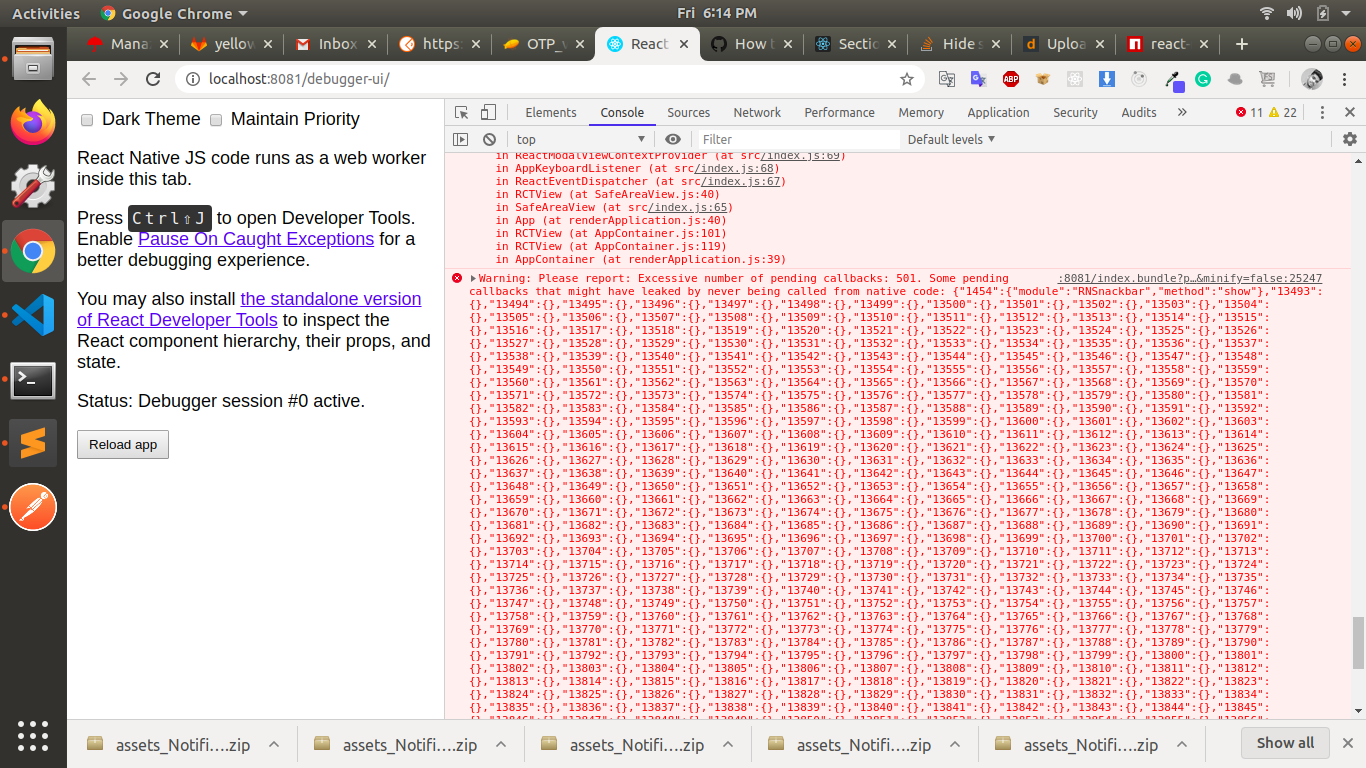 Activities
Google Chrome
Fri 6:14 PM
Mana
yellow
Inbox
https:
OTP_v
React
How t
Sectio
Hide s
Uploa
react-
localhost:8081/debugger-ui/
ABP
Dark Theme
Maintain Priority
React Native JS code runs as a web worker
inside this tab.
Press Ctrl⇧J to open Developer Tools.
Enable Pause On Caught Exceptions for a
better debugging experience.
You may also install the standalone version
of React Developer Tools to inspect the
React component hierarchy, their props, and
state.
Status: Debugger session #0 active.
Reload app
Elements
Console
Sources
Network
Performance
Memory
Application
Security
Audits
»
11
22
top
Filter
Default levels
in ReactModalViewContextProvider (at src/index.js:69)
in AppKeyboardListener (at src/index.js:68)
in ReactEventDispatcher (at src/index.js:67)
in RCTView (at SafeAreaView.js:40)
in SafeAreaView (at src/index.js:65)
in App (at renderApplication.js:40)
in RCTView (at AppContainer.js:101)
in RCTView (at AppContainer.js:119)
in AppContainer (at renderApplication.js:39)
Warning: Please report: Excessive number of pending callbacks: 501. Some pending
:8081/index.bundle?p…&minify=false:25247
callbacks that might have leaked by never being called from native code: {"1454":{"module":"RNSnackbar","method":"show"},"13493":
{},"13494":{},"13495":{},"13496":{},"13497":{},"13498":{},"13499":{},"13500":{},"13501":{},"13502":{},"13503":{},"13504":
{},"13505":{},"13506":{},"13507":{},"13508":{},"13509":{},"13510":{},"13511":{},"13512":{},"13513":{},"13514":{},"13515":
{},"13516":{},"13517":{},"13518":{},"13519":{},"13520":{},"13521":{},"13522":{},"13523":{},"13524":{},"13525":{},"13526":
{},"13527":{},"13528":{},"13529":{},"13530":{},"13531":{},"13532":{},"13533":{},"13534":{},"13535":{},"13536":{},"13537":
{},"13538":{},"13539":{},"13540":{},"13541":{},"13542":{},"13543":{},"13544":{},"13545":{},"13546":{},"13547":{},"13548":
{},"13549":{},"13550":{},"13551":{},"13552":{},"13553":{},"13554":{},"13555":{},"13556":{},"13557":{},"13558":{},"13559":
{},"13560":{},"13561":{},"13562":{},"13563":{},"13564":{},"13565":{},"13566":{},"13567":{},"13568":{},"13569":{},"13570":
{},"13571":{},"13572":{},"13573":{},"13574":{},"13575":{},"13576":{},"13577":{},"13578":{},"13579":{},"13580":{},"13581":
{},"13582":{},"13583":{},"13584":{},"13585":{},"13586":{},"13587":{},"13588":{},"13589":{},"13590":{},"13591":{},"13592":
{},"13593":{},"13594":{},"13595":{},"13596":{},"13597":{},"13598":{},"13599":{},"13600":{},"13601":{},"13602":{},"13603":
{},"13604":{},"13605":{},"13606":{},"13607":{},"13608":{},"13609":{},"13610":{},"13611":{},"13612":{},"13613":{},"13614":
{},"13615":{},"13616":{},"13617":{},"13618":{},"13619":{},"13620":{},"13621":{},"13622":{},"13623":{},"13624":{},"13625":
{},"13626":{},"13627":{},"13628":{},"13629":{},"13630":{},"13631":{},"13632":{},"13633":{},"13634":{},"13635":{},"13636":
{},"13637":{},"13638":{},"13639":{},"13640":{},"13641":{},"13642":{},"13643":{},"13644":{},"13645":{},"13646":{},"13647":
{},"13648":{},"13649":{},"13650":{},"13651":{},"13652":{},"13653":{},"13654":{},"13655":{},"13656":{},"13657":{},"13658":
{},"13659":{},"13660":{},"13661":{},"13662":{},"13663":{},"13664":{},"13665":{},"13666":{},"13667":{},"13668":{},"13669":
{},"13670":{},"13671":{},"13672":{},"13673":{},"13674":{},"13675":{},"13676":{},"13677":{},"13678":{},"13679":{},"13680":
{},"13681":{},"13682":{},"13683":{},"13684":{},"13685":{},"13686":{},"13687":{},"13688":{},"13689":{},"13690":{},"13691":
{},"13692":{},"13693":{},"13694":{},"13695":{},"13696":{},"13697":{},"13698":{},"13699":{},"13700":{},"13701":{},"13702":
{},"13703":{},"13704":{},"13705":{},"13706":{},"13707":{},"13708":{},"13709":{},"13710":{},"13711":{},"13712":{},"13713":
{},"13714":{},"13715":{},"13716":{},"13717":{},"13718":{},"13719":{},"13720":{},"13721":{},"13722":{},"13723":{},"13724":
{},"13725":{},"13726":{},"13727":{},"13728":{},"13729":{},"13730":{},"13731":{},"13732":{},"13733":{},"13734":{},"13735":
{},"13736":{},"13737":{},"13738":{},"13739":{},"13740":{},"13741":{},"13742":{},"13743":{},"13744":{},"13745":{},"13746":
{},"13747":{},"13748":{},"13749":{},"13750":{},"13751":{},"13752":{},"13753":{},"13754":{},"13755":{},"13756":{},"13757":
{},"13758":{},"13759":{},"13760":{},"13761":{},"13762":{},"13763":{},"13764":{},"13765":{},"13766":{},"13767":{},"13768":
{},"13769":{},"13770":{},"13771":{},"13772":{},"13773":{},"13774":{},"13775":{},"13776":{},"13777":{},"13778":{},"13779":
{},"13780":{},"13781":{},"13782":{},"13783":{},"13784":{},"13785":{},"13786":{},"13787":{},"13788":{},"13789":{},"13790":
{},"13791":{},"13792":{},"13793":{},"13794":{},"13795":{},"13796":{},"13797":{},"13798":{},"13799":{},"13800":{},"13801":
{},"13802":{},"13803":{},"13804":{},"13805":{},"13806":{},"13807":{},"13808":{},"13809":{},"13810":{},"13811":{},"13812":
{},"13813":{},"13814":{},"13815":{},"13816":{},"13817":{},"13818":{},"13819":{},"13820":{},"13821":{},"13822":{},"13823":
{},"13824":{},"13825":{},"13826":{},"13827":{},"13828":{},"13829":{},"13830":{},"13831":{},"13832":{},"13833":{},"13834":
{},"13835":{},"13836":{},"13837":{},"13838":{},"13839":{},"13840":{},"13841":{},"13842":{},"13843":{},"13844":{},"13845":
assets_Notifi….zip
assets_Notifi….zip
assets_Notifi….zip
assets_Notifi….zip
assets_Notifi….zip
Show all